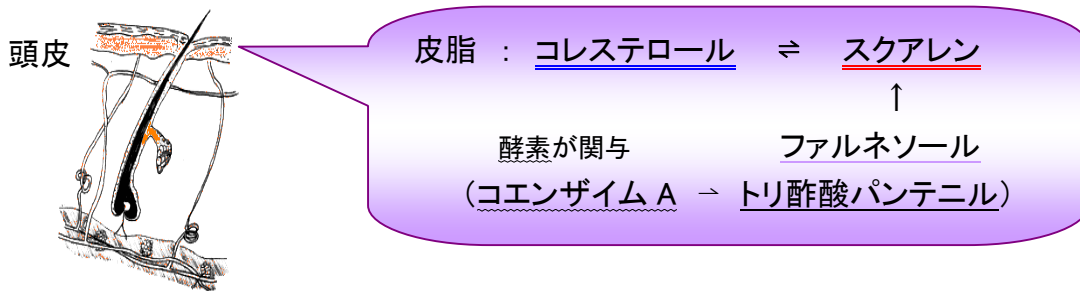 頭皮
皮脂 ： コレステロール ⇌ スクアレン
↑
酵素が関与 ファルネソール
（コエンザイム A ⇀ トリ酢酸パンテニル）